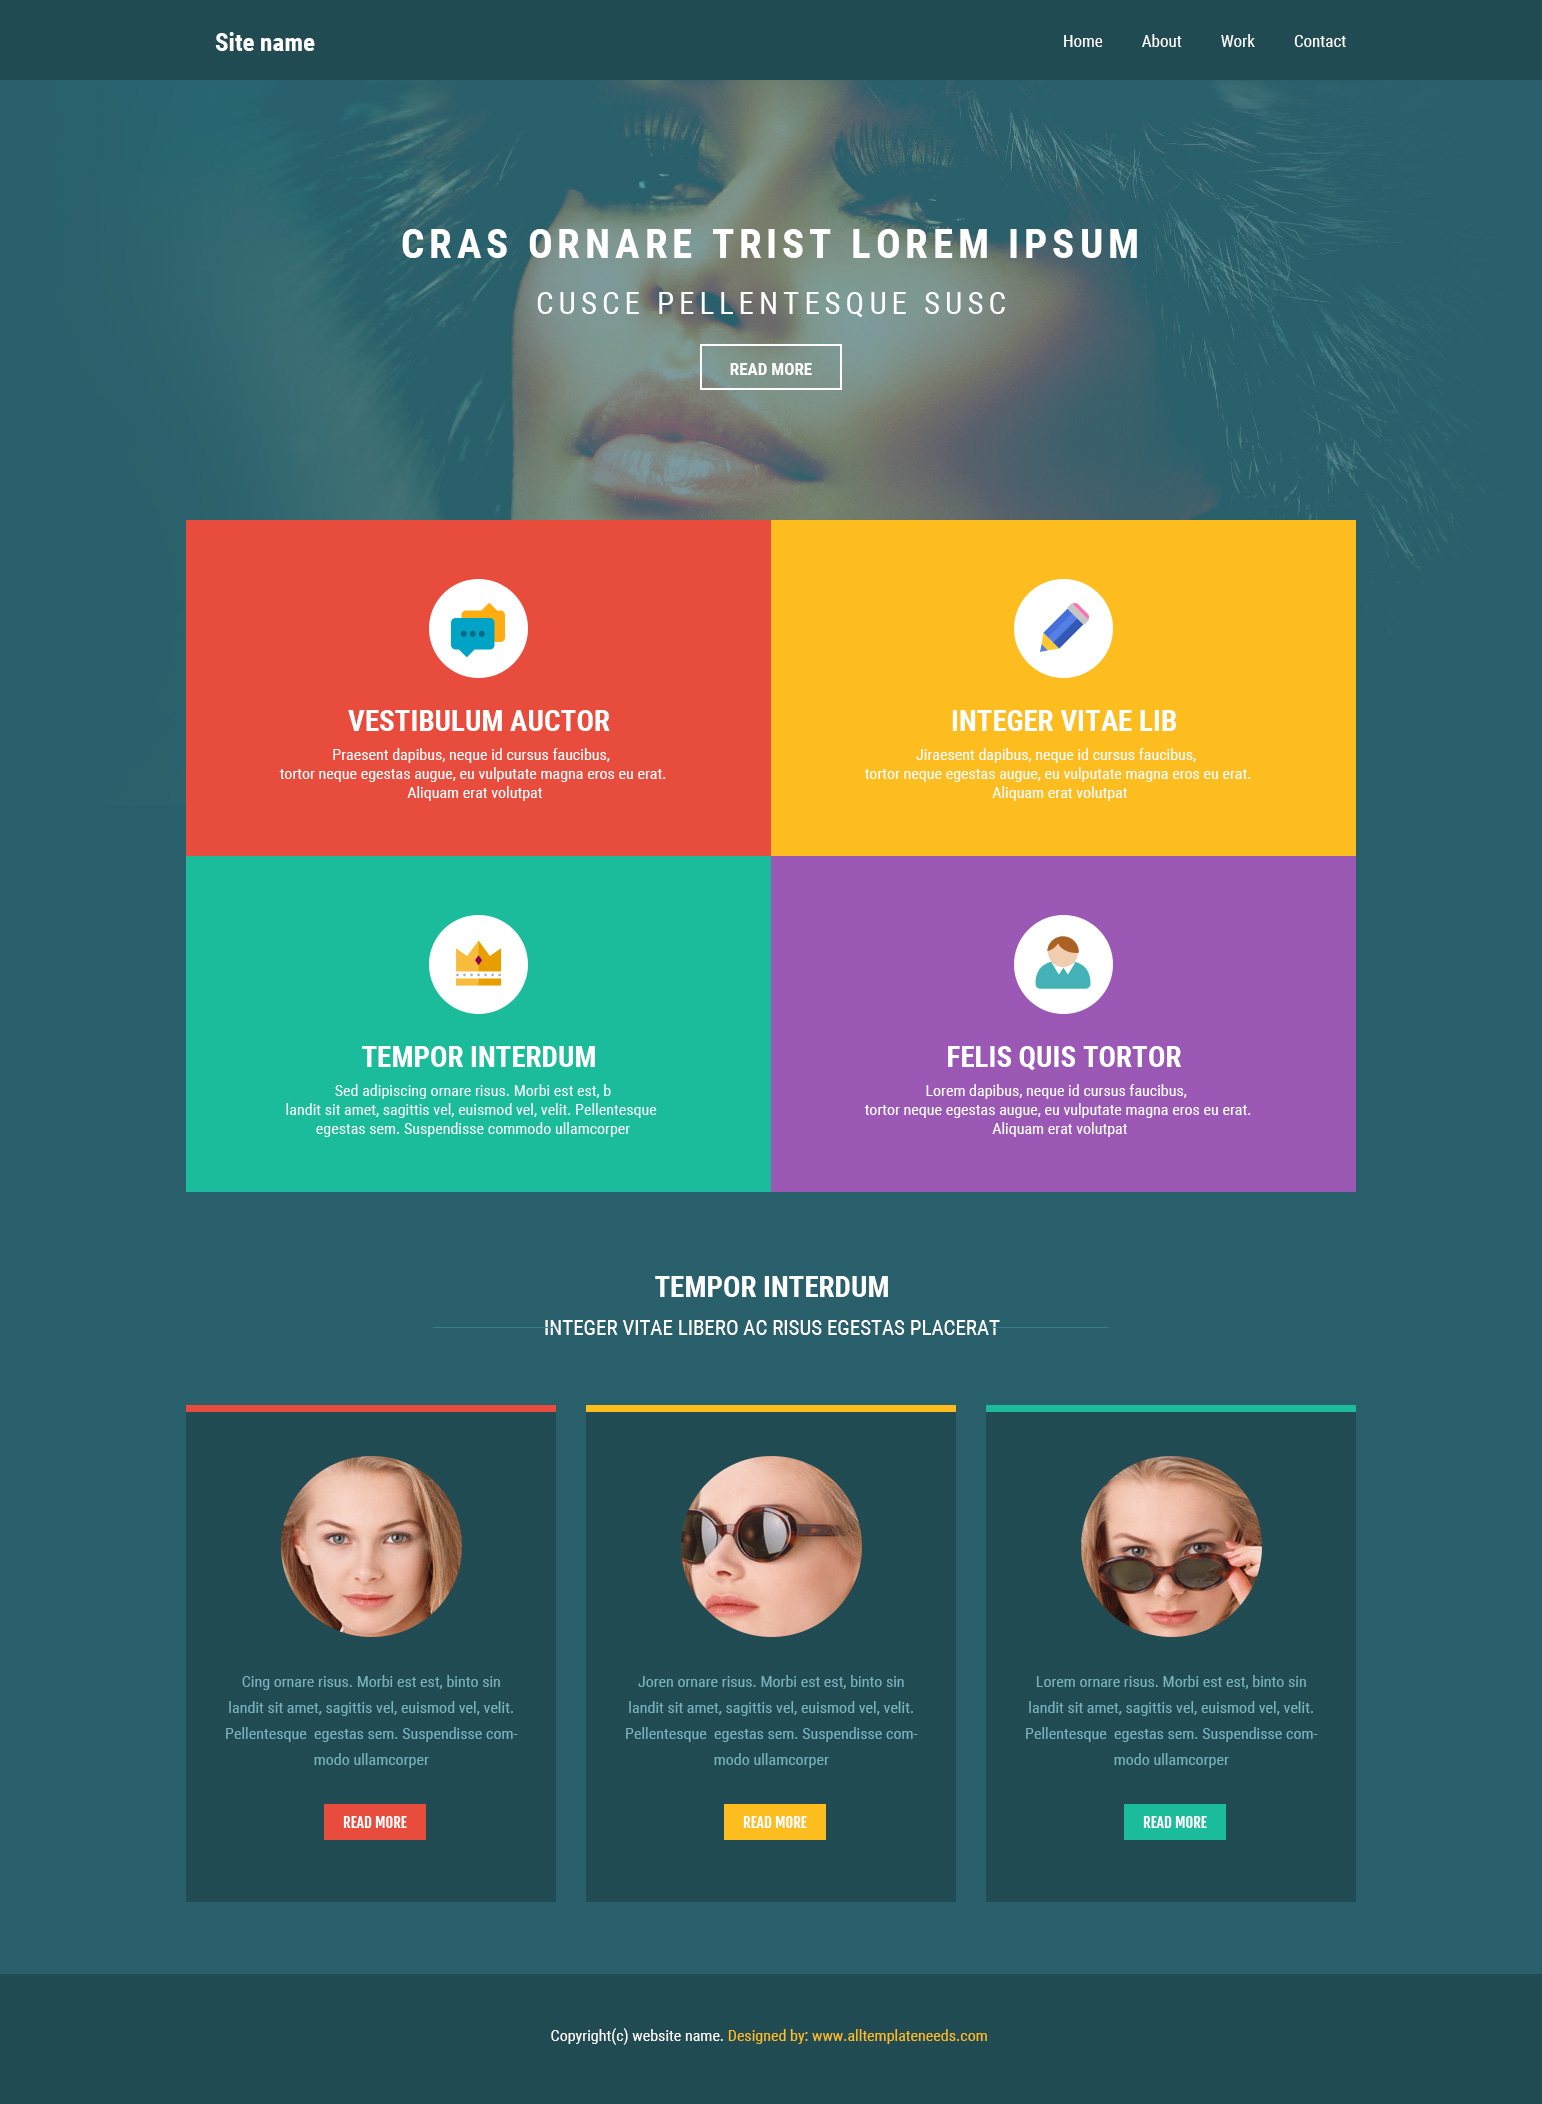 Site name
Home About Work Contact
CRAS ORNARE TRIST LOREM IPSUM
CUSCE PELLENTESQUE SUSC
READ MORE
VESTIBULUM AUCTOR
Praesent dapibus, neque id cursus faucibus,
tortor neque egestas augue, eu vulputate magna eros eu erat.
Aliquam erat volutpat
INTEGER VITAE LIB
Jiraesent dapibus, neque id cursus faucibus,
tortor neque egestas augue, eu vulputate magna eros eu erat.
Aliquam erat volutpat
TEMPOR INTERDUM
Sed adipiscing ornare risus. Morbi est est, b
landit sit amet, sagittis vel, euismod vel, velit. Pellentesque
egestas sem. Suspendisse commodo ullamcorper
FELIS QUIS TORTOR
Lorem dapibus, neque id cursus faucibus,
tortor neque egestas augue, eu vulputate magna eros eu erat.
Aliquam erat volutpat
TEMPOR INTERDUM
INTEGER VITAE LIBERO AC RISUS EGESTAS PLACERAT
Cing ornare risus. Morbi est est, binto sin
landit sit amet, sagittis vel, euismod vel, velit.
Pellentesque  egestas sem. Suspendisse com-
modo ullamcorper
READ MORE
Joren ornare risus. Morbi est est, binto sin
landit sit amet, sagittis vel, euismod vel, velit.
Pellentesque  egestas sem. Suspendisse com-
modo ullamcorper
READ MORE
Lorem ornare risus. Morbi est est, binto sin
landit sit amet, sagittis vel, euismod vel, velit.
Pellentesque  egestas sem. Suspendisse com-
modo ullamcorper
READ MORE
Copyright(c) website name. Designed by: www.alltemplateneeds.com